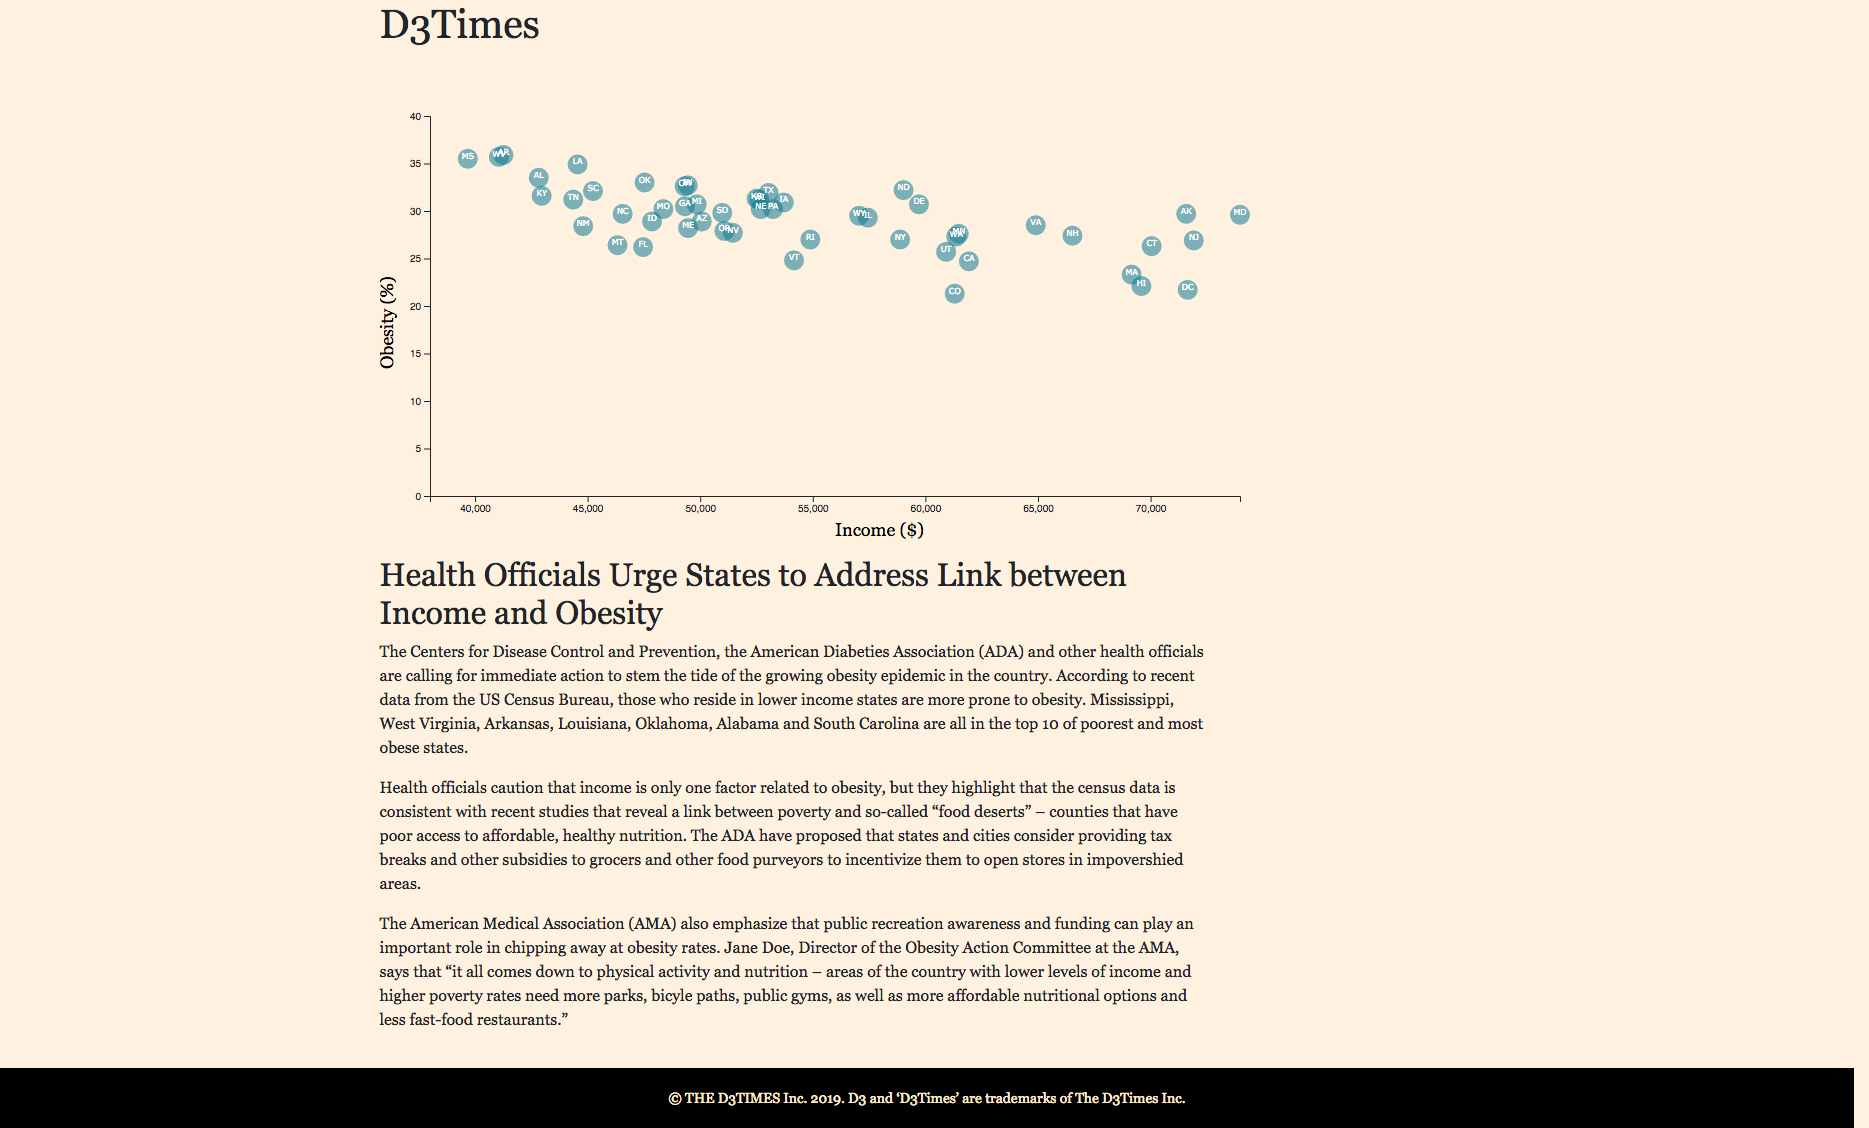 D3Times
40
35
30
25
20
15
10
5
0
Obesity (%)
MS
AR
LA
AL
KY
TN
SC
OK
NC
NM
MT
FL
ID
MO
IN
GA
MI
ME
AZ
SD
OR
NV
KS
TX
NE
PA
IA
VT
RI
WY
IL
ND
DE
NY
UT
MN
WA
CA
CO
VA
NH
MA
HI
CT
AK
NJ
DC
MD
40,000 45,000 50,000 55,000 60,000 65,000 70,000
Income ($)
Health Officials Urge States to Address Link between
Income and Obesity
The Centers for Disease Control and Prevention, the American Diabeties Association (ADA) and other health officials
are calling for immediate action to stem the tide of the growing obesity epidemic in the country. According to recent
data from the US Census Bureau, those who reside in lower income states are more prone to obesity. Mississippi,
West Virginia, Arkansas, Louisiana, Oklahoma, Alabama and South Carolina are all in the top 10 of poorest and most
obese states.
Health officials caution that income is only one factor related to obesity, but they highlight that the census data is
consistent with recent studies that reveal a link between poverty and so-called “food deserts” – counties that have
poor access to affordable, healthy nutrition. The ADA have proposed that states and cities consider providing tax
breaks and other subsidies to grocers and other food purveyors to incentivize them to open stores in impovershied
areas.
The American Medical Association (AMA) also emphasize that public recreation awareness and funding can play an
important role in chipping away at obesity rates. Jane Doe, Director of the Obesity Action Committee at the AMA,
says that “it all comes down to physical activity and nutrition – areas of the country with lower levels of income and
higher poverty rates need more parks, bicyle paths, public gyms, as well as more affordable nutritional options and
less fast-food restaurants.”
© THE D3TIMES Inc. 2019. D3 and ‘D3Times’ are trademarks of The D3Times Inc.